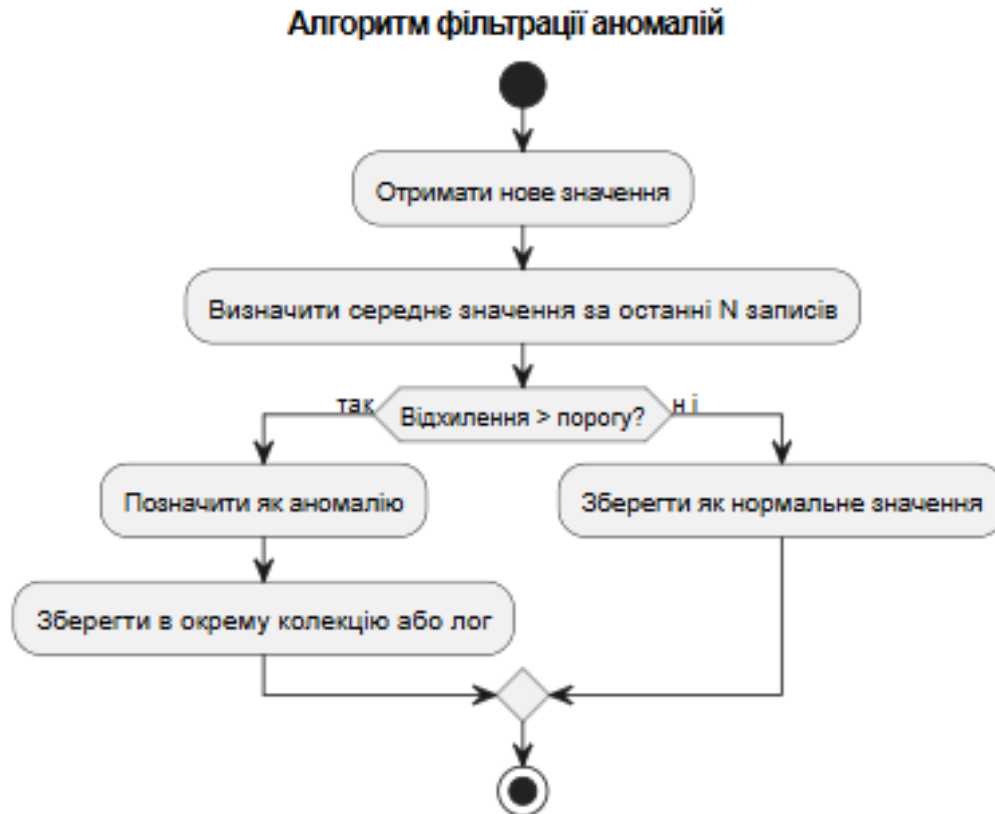 Алгоритм фільтрації аномалій
Отримати нове значення
Визначити середнє значення за останні N записів
так
Відхилення > порогу?
ні
Позначити як аномалію
Зберегти як нормальне значення
Зберегти в окрему колекцію або лог